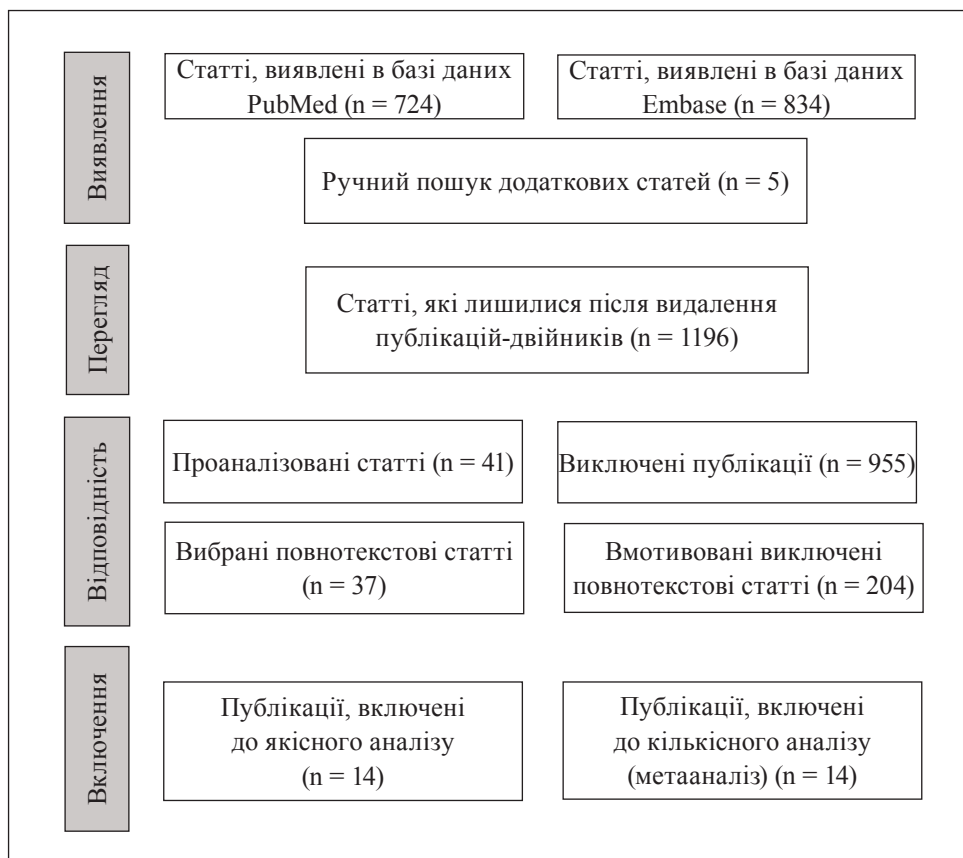 Виявлення
Статті, виявлені в базі даних
PubMed (n = 724)
Статті, виявлені в базі даних
Embase (n = 834)
Ручний пошук додаткових статей (n = 5)
Перегляд
Статті, які лишилися після видалення
публікацій-двійників (n = 1196)
Відповідність
Проаналізовані статті (n = 41)
Виключені публікації (n = 955)
Вибрані повнотекстові статті
(n = 37)
Вмотивовані виключені
повнотекстові статті (n = 204)
Включення
Публікації, включені
до якісного аналізу
(n = 14)
Публікації, включені
до кількісного аналізу
(метааналіз) (n = 14)